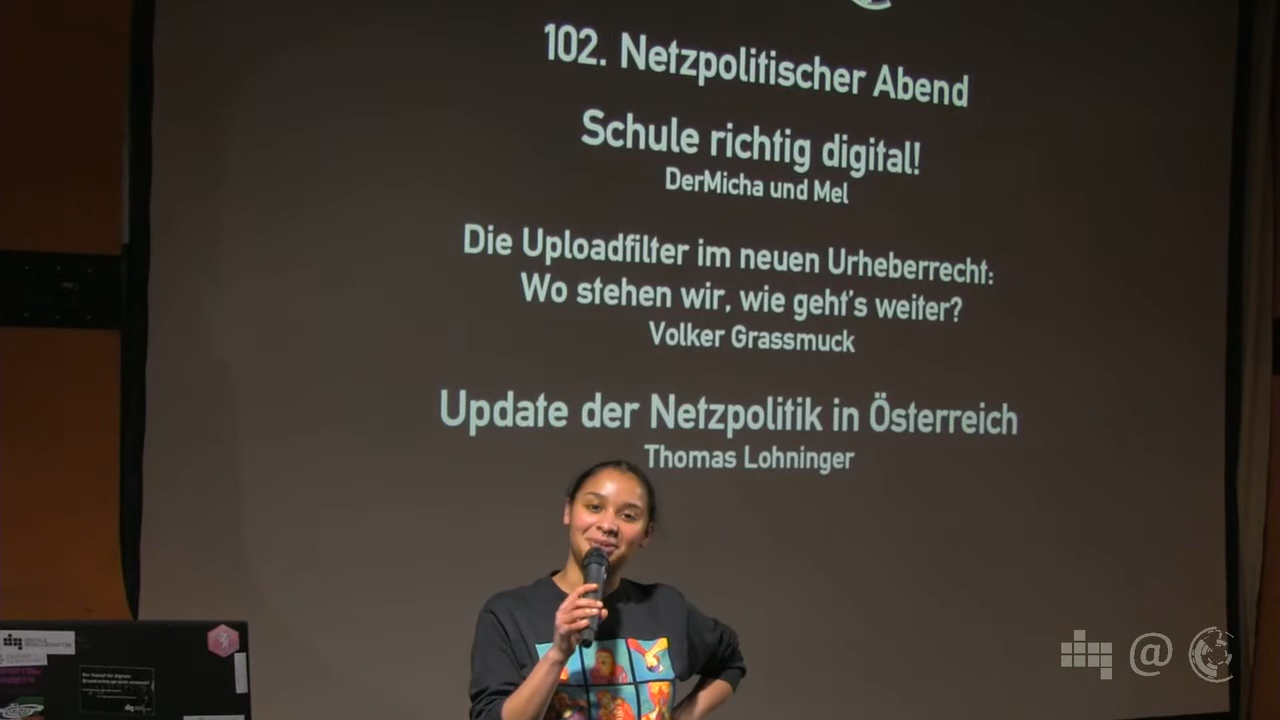 102. Netzpolitischer Abend
Schule richtig digital!
DerMicha und Mel
Die Uploadfilter im neuen Urheberrecht:
Wo stehen wir, wie geht's weiter?
Volker Grassmuck
Update der Netzpolitik in Österreich
Thomas Lohninger
@